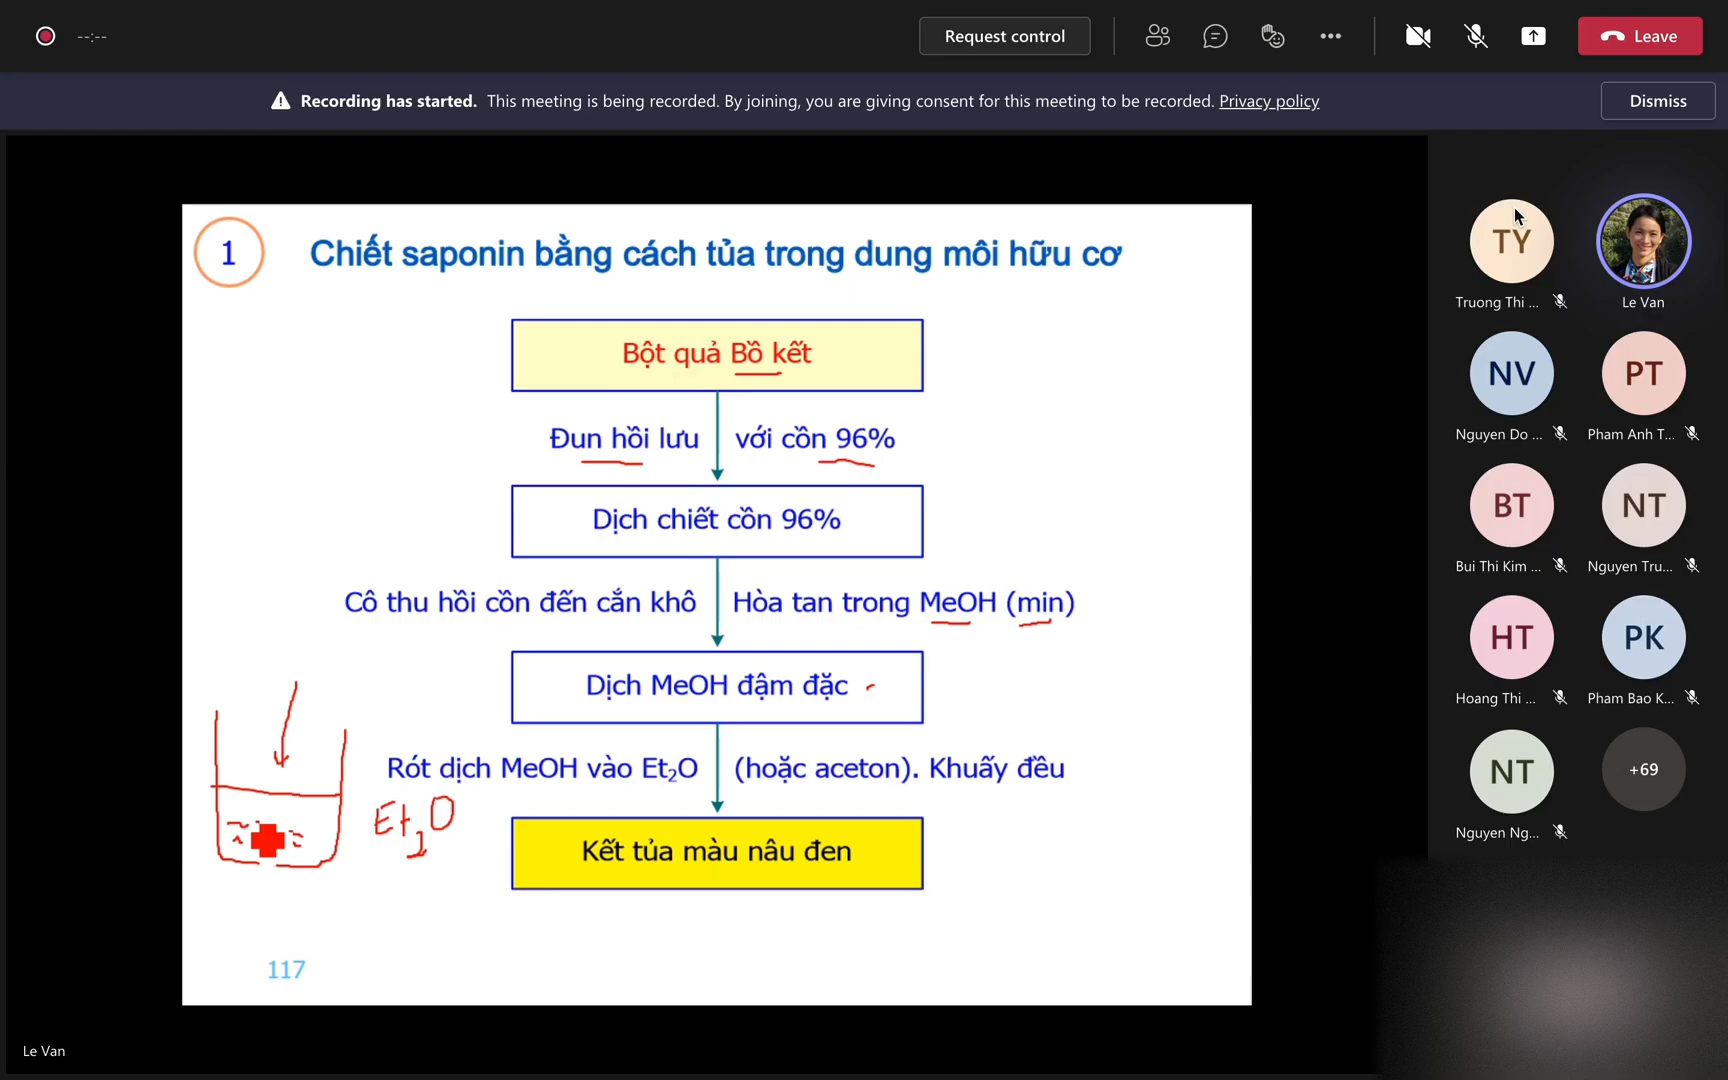 --:--
Request control
Leave
Recording has started. This meeting is being recorded. By joining, you are giving consent for this meeting to be recorded. Privacy policy
Dismiss
1
Chiết saponin bằng cách tủa trong dung môi hữu cơ
Bột quả Bồ kết
Đun hồi lưu với cồn 96%
Dịch chiết cồn 96%
Cô thu hồi cồn đến cắn khô Hòa tan trong MeOH (min)
Dịch MeOH đậm đặc
Rót dịch MeOH vào Et₂O (hoặc aceton). Khuấy đều
Et₂O
Kết tủa màu nâu đen
117
TY
Truong Thi ...
Le Van
NV
Nguyen Do ...
PT
Pham Anh T...
BT
Bui Thi Kim ...
NT
Nguyen Tru...
HT
Hoang Thi ...
PK
Pham Bao K...
NT
Nguyen Ng...
+69
Le Van